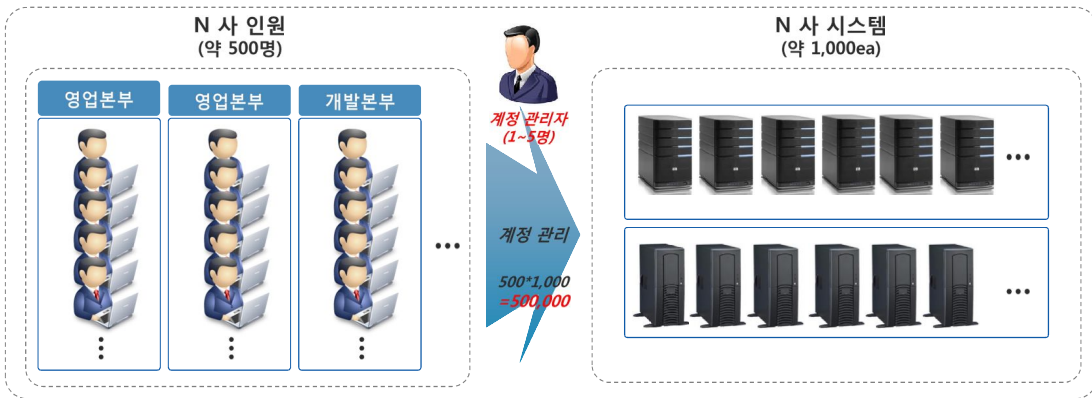 N 사 인원
(약 500명)
영업본부
영업본부
개발본부
...
계정 관리자
(1~5명)
계정 관리
500*1,000
=500,000
N 사 시스템
(약 1,000ea)
...
...